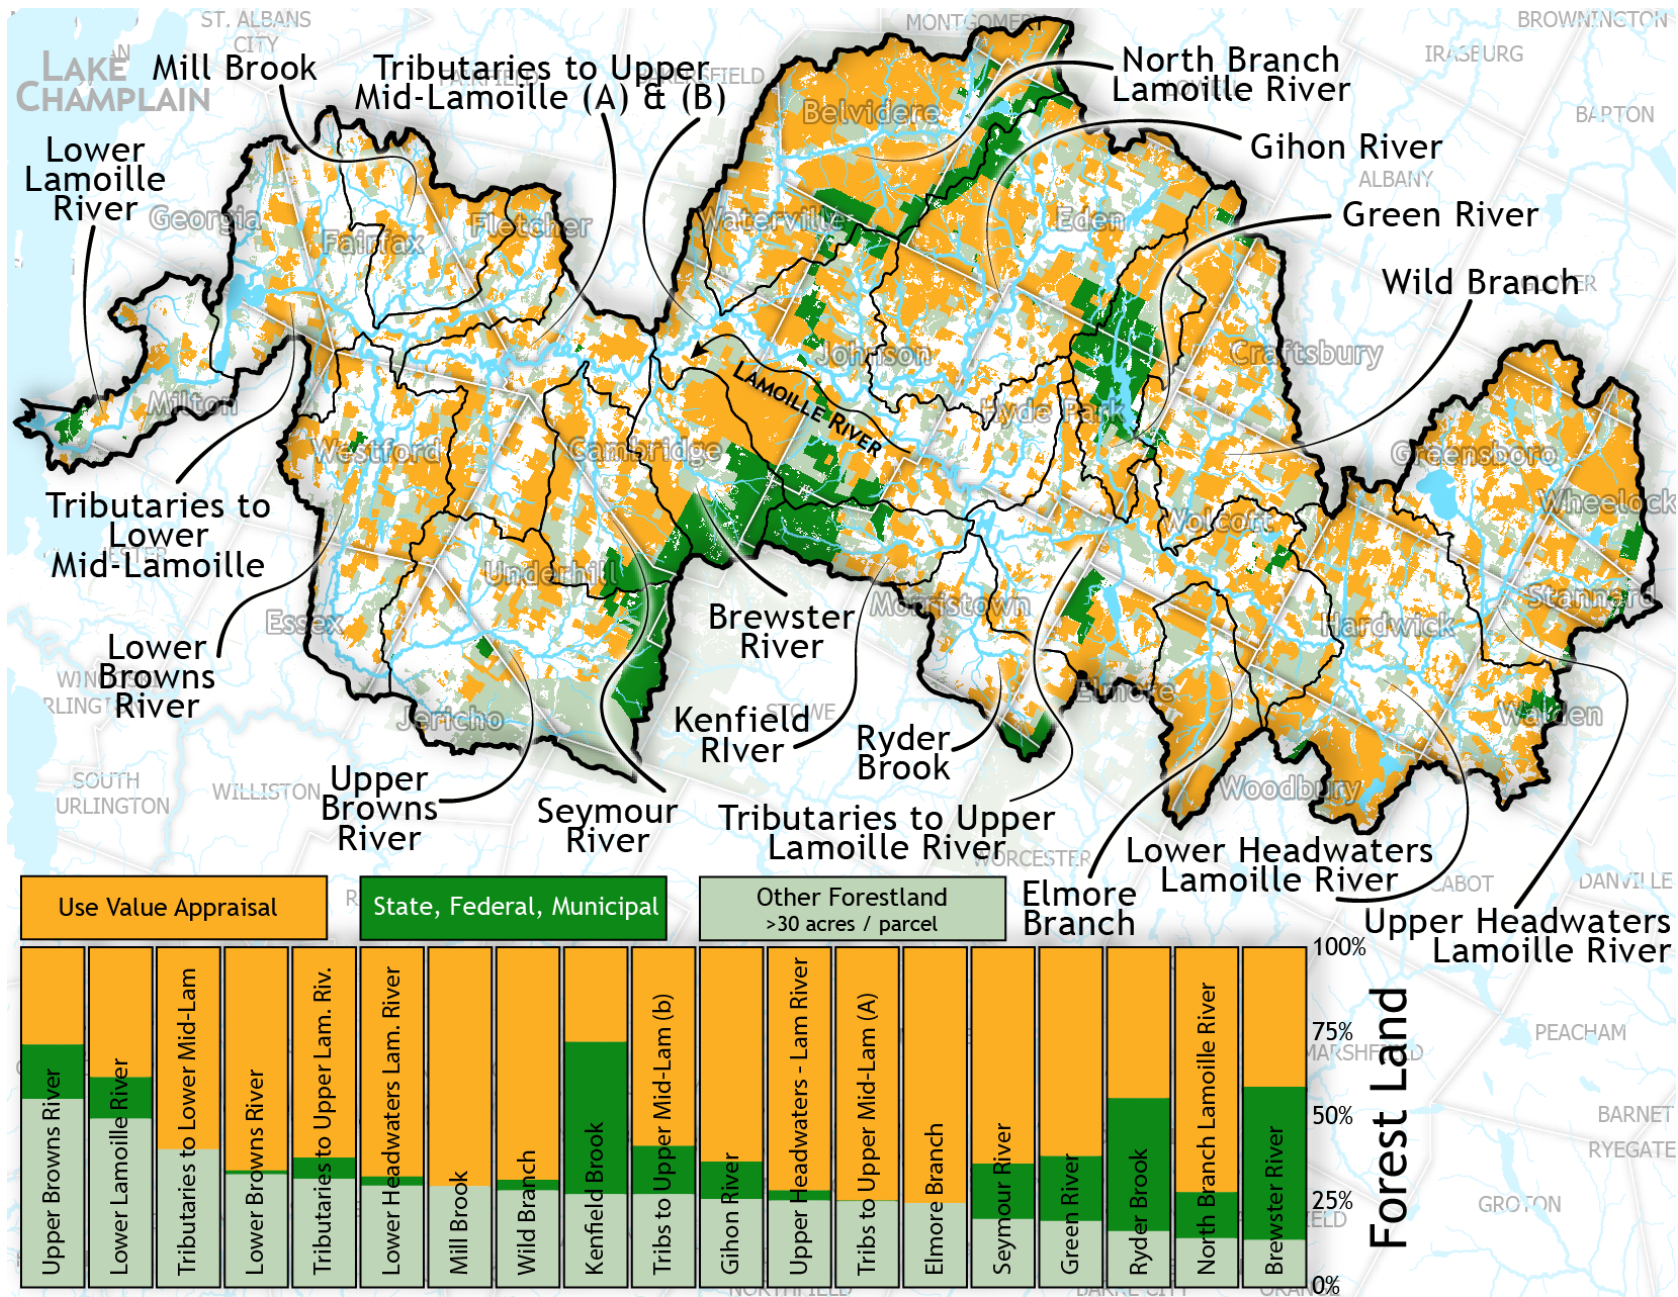 ST. ALBANS
CITY
MONTGOMERY
BROWNINGTON
IRASBURG
LAKE
CHAMPLAIN
Mill Brook
Tributaries to Upper
Mid-Lamoille (A) & (B)
North Branch
Lamoille River
BARTON
Belvidere
Lower
Lamoille
River
Gihon River
ALBANY
Georgia
Fairfax
Fletcher
Waterville
Eden
Green River
Wild Branch
GLOVER
Milton
Johnson
LAMOILLE RIVER
Hyde Park
Craftsbury
Westford
Cambridge
Greensboro
Wheelock
Tributaries to
Lower
Mid-Lamoille
Wolcott
Underhill
Morristown
Essex
Stannard
Hardwick
Brewster
River
Lower
Browns
River
Elmore
Jericho
STOWE
Kenfield
RIver
Ryder
Brook
Walden
SOUTH
URLINGTON
WILLISTON
Upper
Browns
River
Seymour
River
Woodbury
Tributaries to Upper
Lamoille River
WORCESTER
Lower Headwaters
Lamoille River
CABOT
DANVILLE
Elmore
Branch
Upper Headwaters
Lamoille River
Use Value Appraisal
State, Federal, Municipal
Other Forestland
>30 acres / parcel
100%
75%
50%
25%
0%
Forest Land
Upper Browns River
Lower Lamoille River
Tributaries to Lower Mid-Lam
Lower Browns River
Tributaries to Upper Lam. Riv.
Lower Headwaters Lam. River
Mill Brook
Wild Branch
Kenfield Brook
Tribs to Upper Mid-Lam (b)
Gihon River
Upper Headwaters - Lam River
Tribs to Upper Mid-Lam (A)
Elmore Branch
Seymour River
Green River
Ryder Brook
North Branch Lamoille River
Brewster River
PEACHAM
MARSHFIELD
BARNET
RYEGATE
GROTON